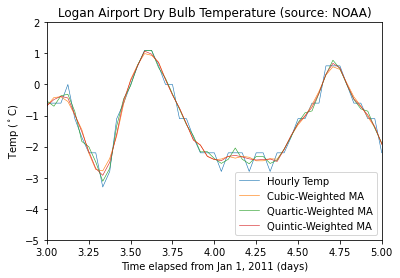 Logan Airport Dry Bulb Temperature (source: NOAA)
Temp (°C)
2
1
0
−1
−2
−3
−4
−5
Hourly Temp
Cubic-Weighted MA
Quartic-Weighted MA
Quintic-Weighted MA
3.00 3.25 3.50 3.75 4.00 4.25 4.50 4.75 5.00
Time elapsed from Jan 1, 2011 (days)